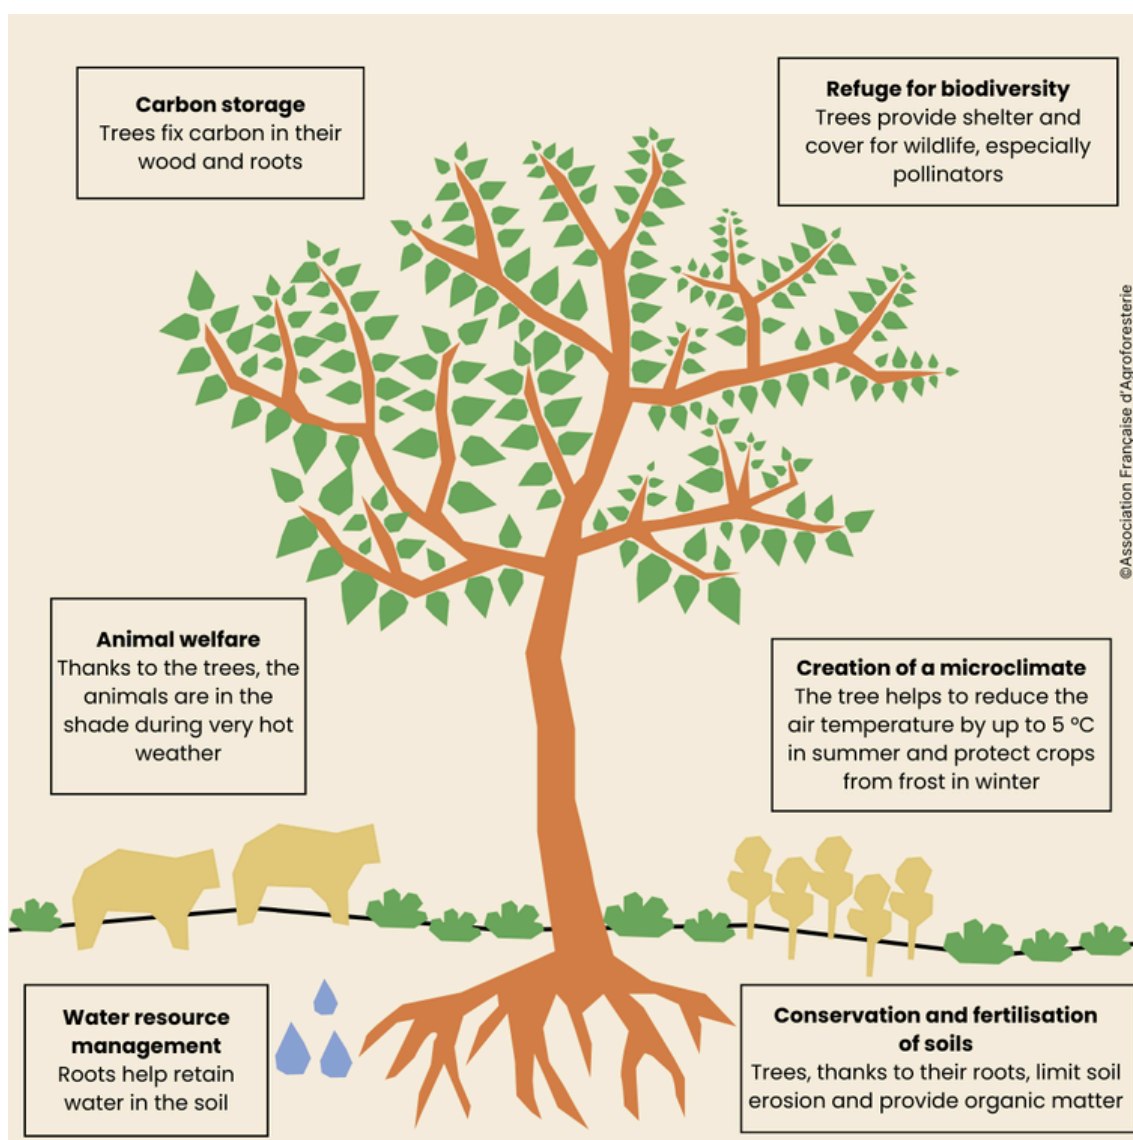 Carbon storage
Trees fix carbon in their
wood and roots
Refuge for biodiversity
Trees provide shelter and
cover for wildlife, especially
pollinators
©Association Française d'Agroforesterie
Animal welfare
Thanks to the trees, the
animals are in the
shade during very hot
weather
Creation of a microclimate
The tree helps to reduce the
air temperature by up to 5 ºC
in summer and protect crops
from frost in winter
Water resource
management
Roots help retain
water in the soil
Conservation and fertilisation
of soils
Trees, thanks to their roots, limit soil
erosion and provide organic matter